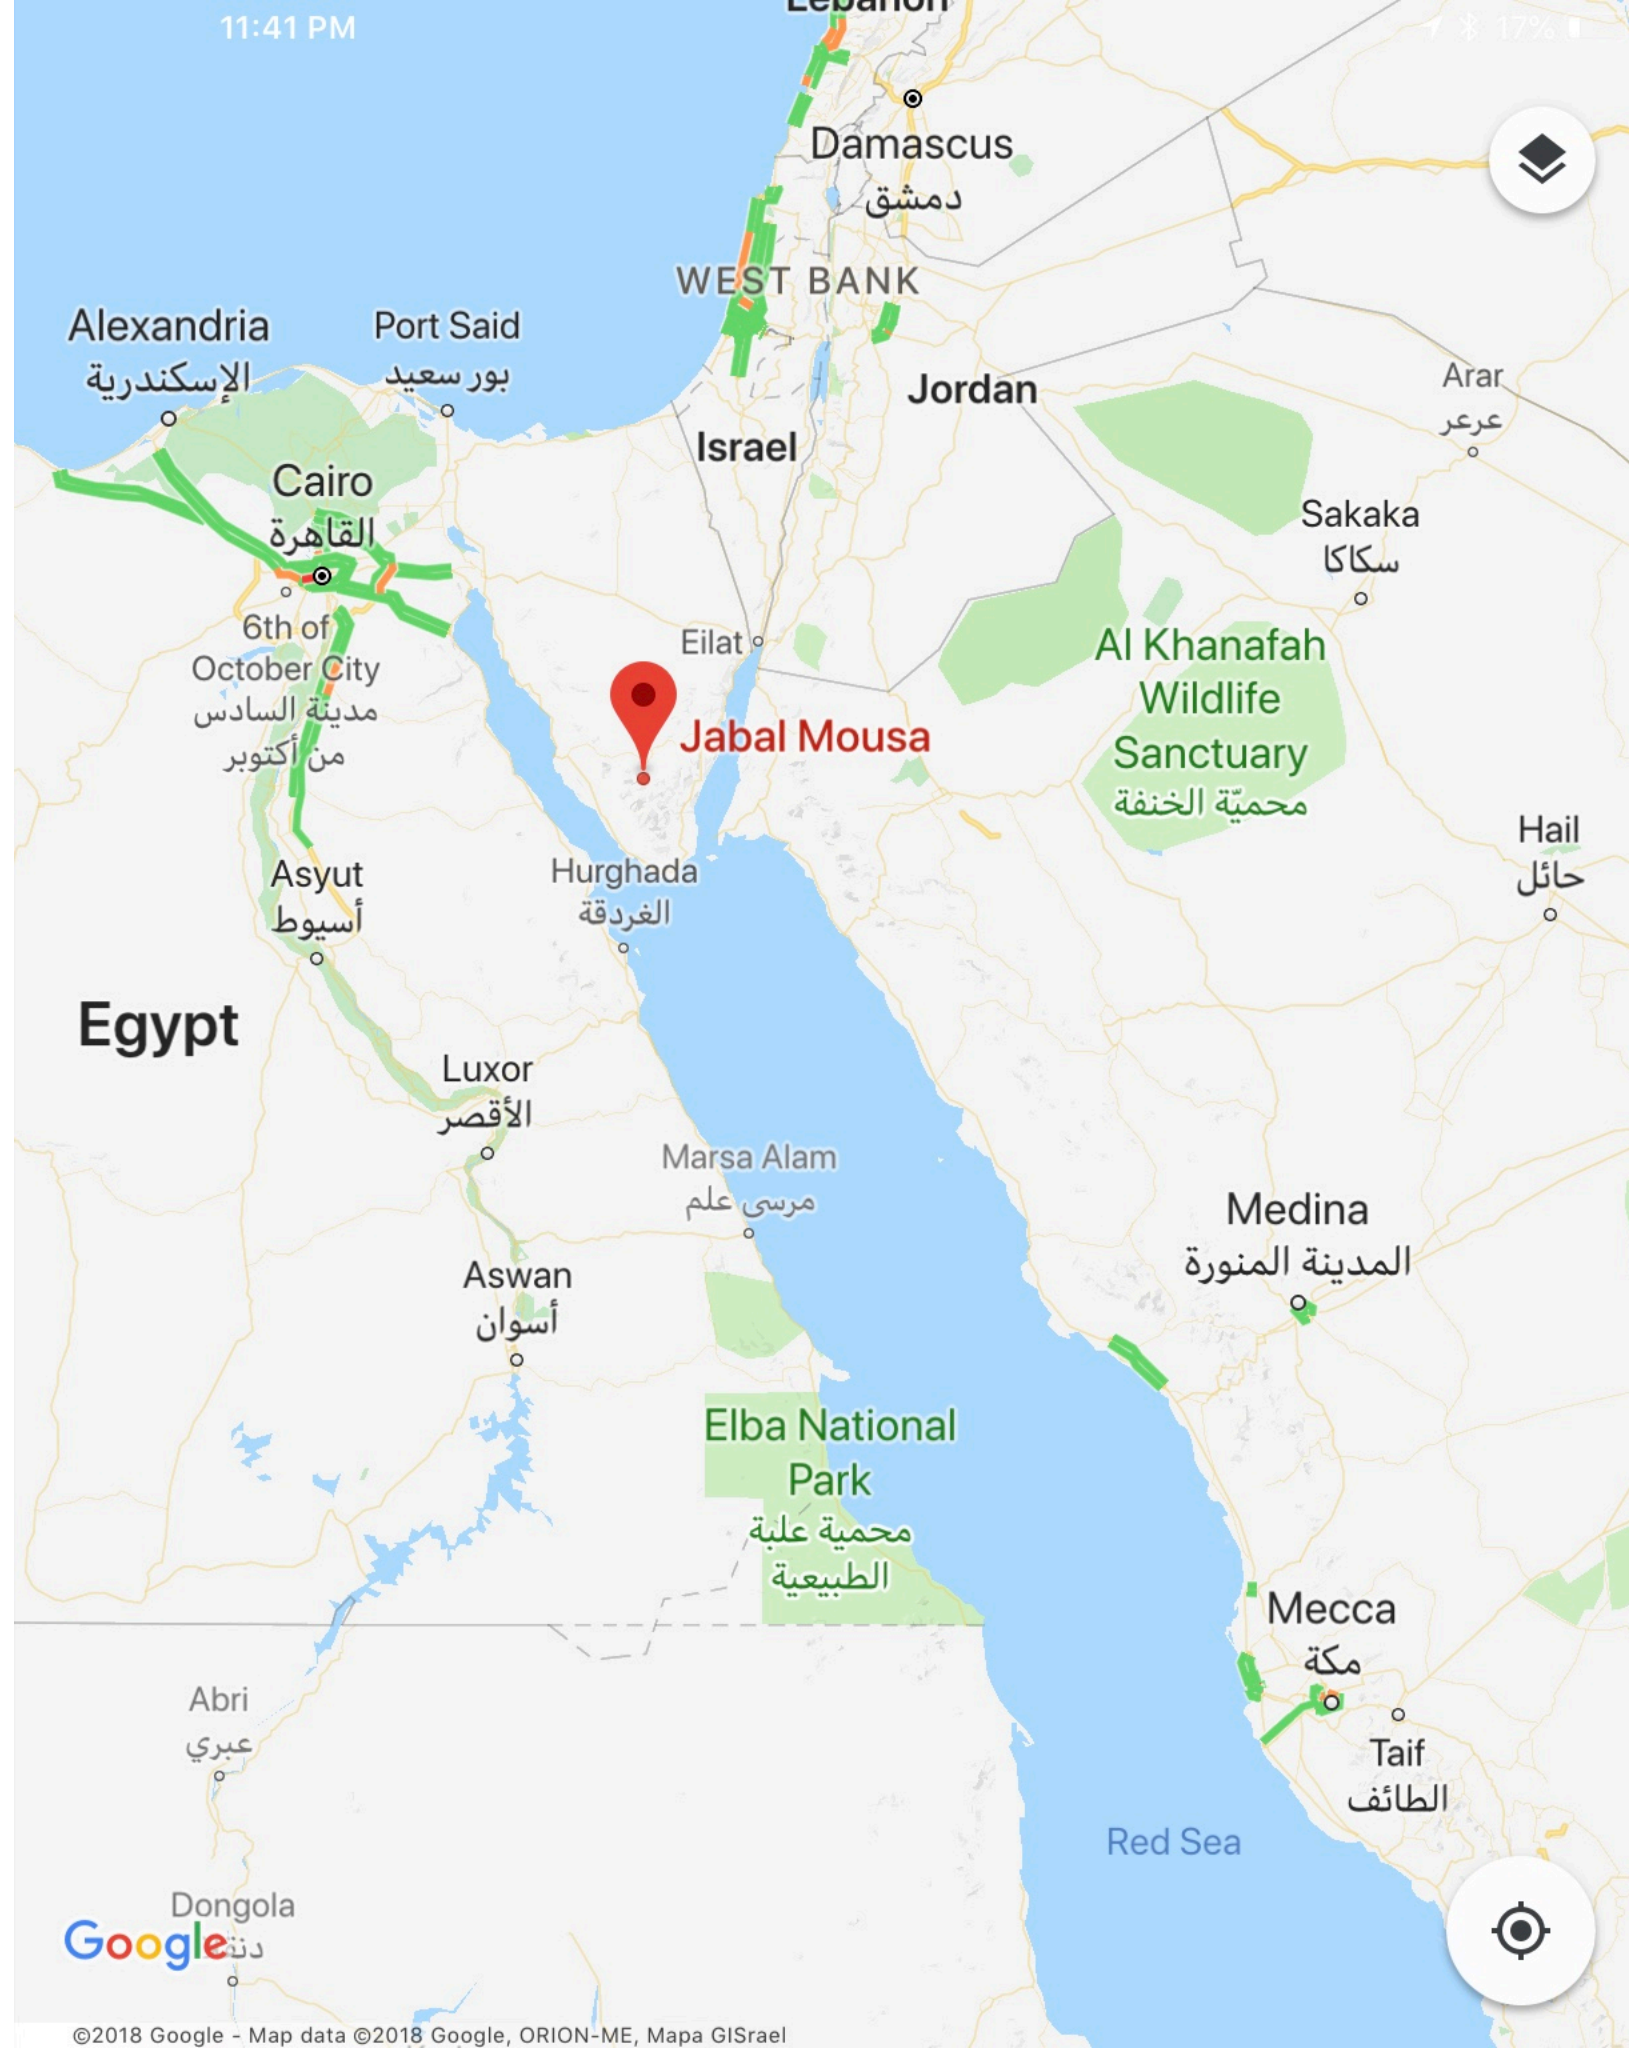 Lebanon
11:41 PM
17%
Damascus
دمشق
WEST BANK
Alexandria
الإسكندرية
Port Said
بور سعيد
Jordan
Arar
عرعر
Israel
Cairo
القاهرة
Sakaka
سكاكا
6th of
October City
مدينة السادس
من أكتوبر
Eilat
Al Khanafah
Wildlife
Sanctuary
محميّة الخنفة
Jabal Mousa
Hail
حائل
Asyut
أسيوط
Hurghada
الغردقة
Egypt
Luxor
الأقصر
Marsa Alam
مرسى علم
Medina
المدينة المنورة
Aswan
أسوان
Elba National
Park
محمية علبة
الطبيعية
Mecca
مكة
Abri
عبري
Taif
الطائف
Red Sea
Dongola
Google
©2018 Google - Map data ©2018 Google, ORION-ME, Mapa GISrael